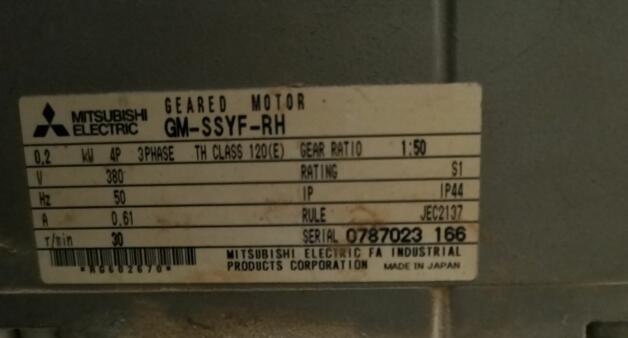 GEARED MOTOR
MITSUBISHI ELECTRIC GM-SSYF-RH
0.2 kW 4P 3PHASE TH CLASS 120(E) GEAR RATIO 1:50
V 380 RATING S1
Hz 50 IP IP44
A 0.61 RULE JEC2137
r/min 30 SERIAL 0787023 166
MITSUBISHI ELECTRIC FA INDUSTRIAL
PRODUCTS CORPORATION MADE IN JAPAN
*RG602670*